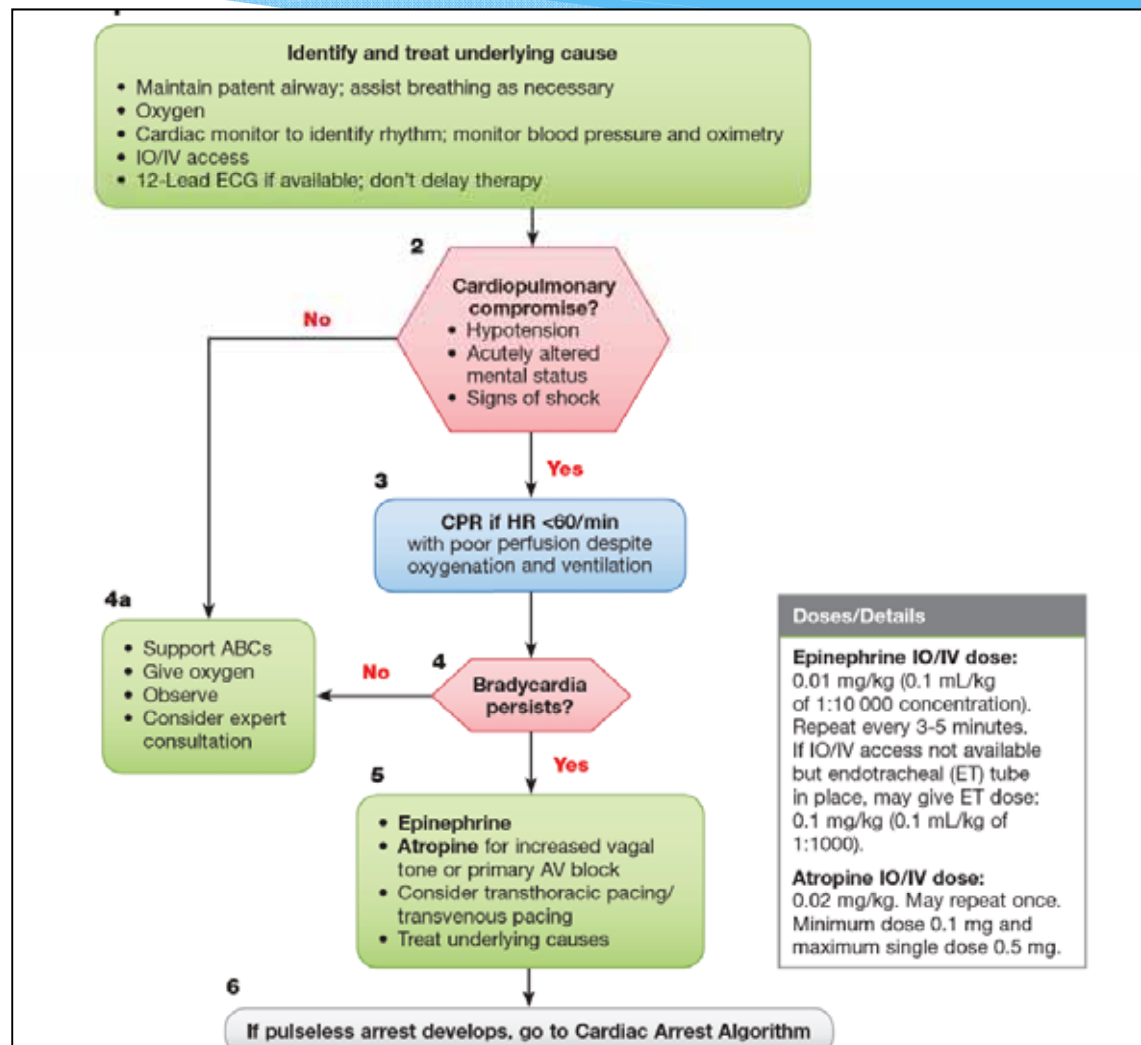 Identify and treat underlying cause
• Maintain patent airway; assist breathing as necessary
• Oxygen
• Cardiac monitor to identify rhythm; monitor blood pressure and oximetry
• IO/IV access
• 12-Lead ECG if available; don't delay therapy
2
Cardiopulmonary
compromise?
• Hypotension
• Acutely altered
mental status
• Signs of shock
No
Yes
3
CPR if HR <60/min
with poor perfusion despite
oxygenation and ventilation
4a
• Support ABCs
• Give oxygen
• Observe
• Consider expert
consultation
No
4
Bradycardia
persists?
Yes
5
• Epinephrine
• Atropine for increased vagal
tone or primary AV block
• Consider transthoracic pacing/
transvenous pacing
• Treat underlying causes
Doses/Details
Epinephrine IO/IV dose:
0.01 mg/kg (0.1 mL/kg
of 1:10 000 concentration).
Repeat every 3-5 minutes.
If IO/IV access not available
but endotracheal (ET) tube
in place, may give ET dose:
0.1 mg/kg (0.1 mL/kg of
1:1000).
Atropine IO/IV dose:
0.02 mg/kg. May repeat once.
Minimum dose 0.1 mg and
maximum single dose 0.5 mg.
6
If pulseless arrest develops, go to Cardiac Arrest Algorithm